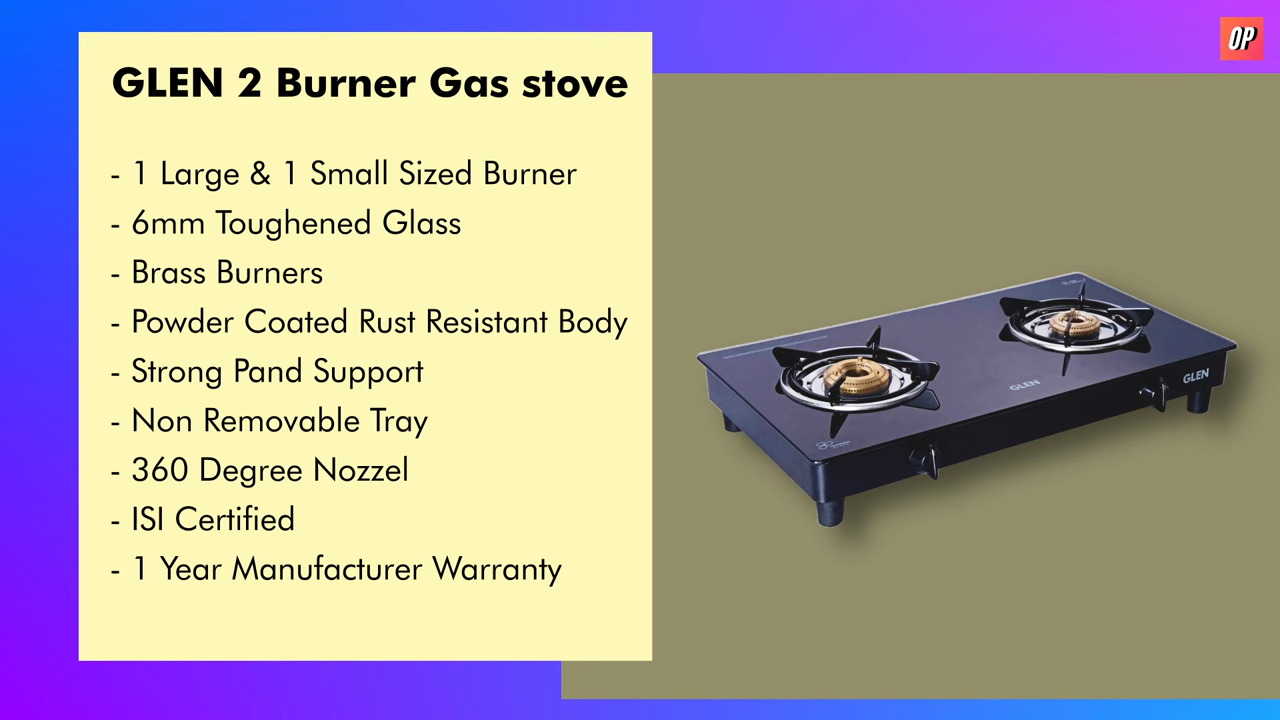 OP
GLEN 2 Burner Gas stove
- 1 Large & 1 Small Sized Burner
- 6mm Toughened Glass
- Brass Burners
- Powder Coated Rust Resistant Body
- Strong Pand Support
- Non Removable Tray
- 360 Degree Nozzel
- ISI Certified
- 1 Year Manufacturer Warranty
GLEN
GLEN